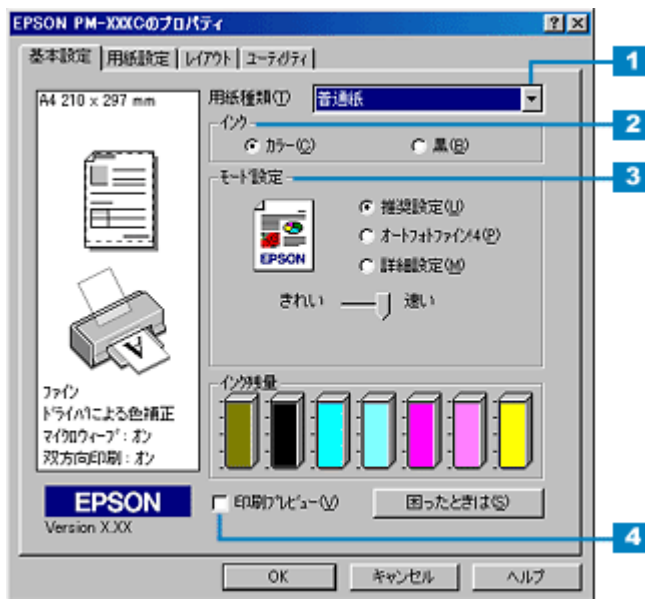 EPSON PM-XXXCのプロパティ
基本設定 用紙設定 レイアウト ユーティリティ
1
A4 210 x 297 mm
用紙種類(T) 普通紙
インク
2
カラー(C) 黒(B)
モード設定
3
EPSON
推奨設定(U)
オートフォトファイン!4(P)
詳細設定(M)
きれい 速い
ファイン
ドライバによる色補正
マイクロウィーブ : オン
双方向印刷 : オン
インク残量
EPSON
Version X.XX
印刷プレビュー(V) 困ったときは(S)
4
OK キャンセル ヘルプ